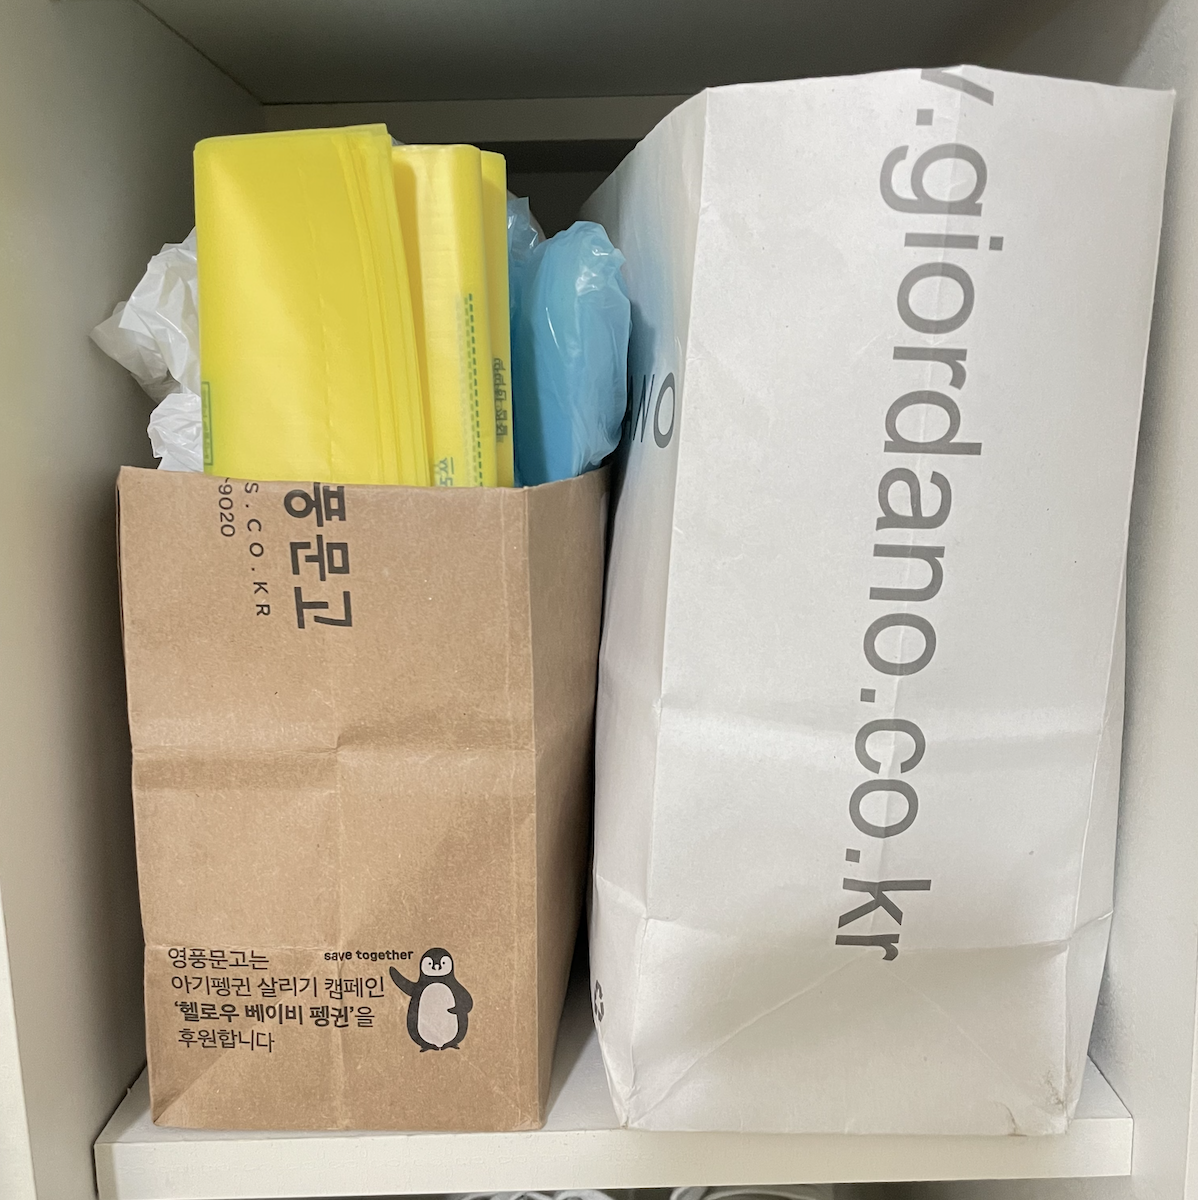 풍문고
S.CO.KR
-9020
영풍문고는
아기펭귄 살리기 캠페인
‘헬로우 베이비 펭귄’을
후원합니다
save together
.giordano.co.kr
NO